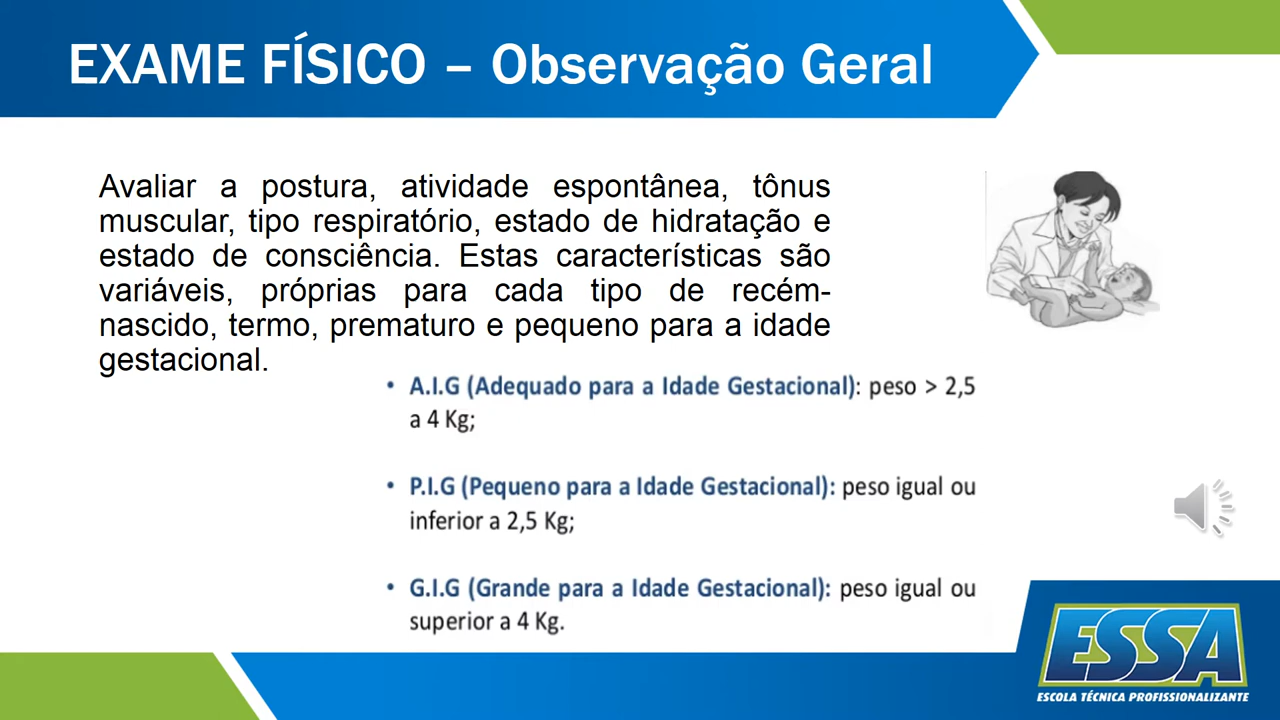 EXAME FÍSICO – Observação Geral
Avaliar a postura, atividade espontânea, tônus
muscular, tipo respiratório, estado de hidratação e
estado de consciência. Estas características são
variáveis, próprias para cada tipo de recém-
nascido, termo, prematuro e pequeno para a idade
gestacional.
• A.I.G (Adequado para a Idade Gestacional): peso > 2,5
a 4 Kg;
• P.I.G (Pequeno para a Idade Gestacional): peso igual ou
inferior a 2,5 Kg;
• G.I.G (Grande para a Idade Gestacional): peso igual ou
superior a 4 Kg.
ESSA
ESCOLA TÉCNICA PROFISSIONALIZANTE